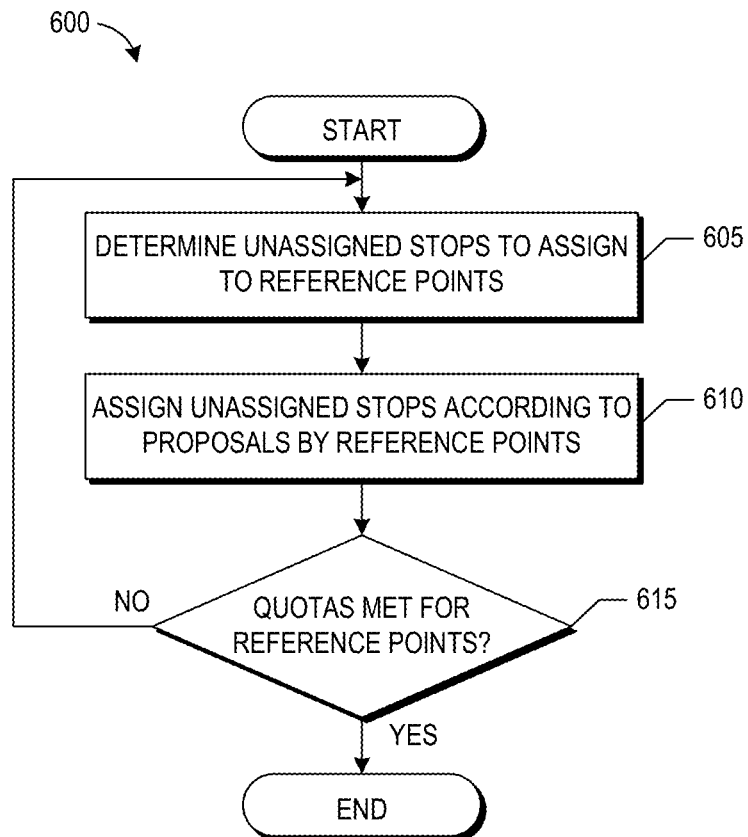 600
START
DETERMINE UNASSIGNED STOPS TO ASSIGN
TO REFERENCE POINTS
605
ASSIGN UNASSIGNED STOPS ACCORDING TO
PROPOSALS BY REFERENCE POINTS
610
NO
QUOTAS MET FOR
REFERENCE POINTS?
615
YES
END